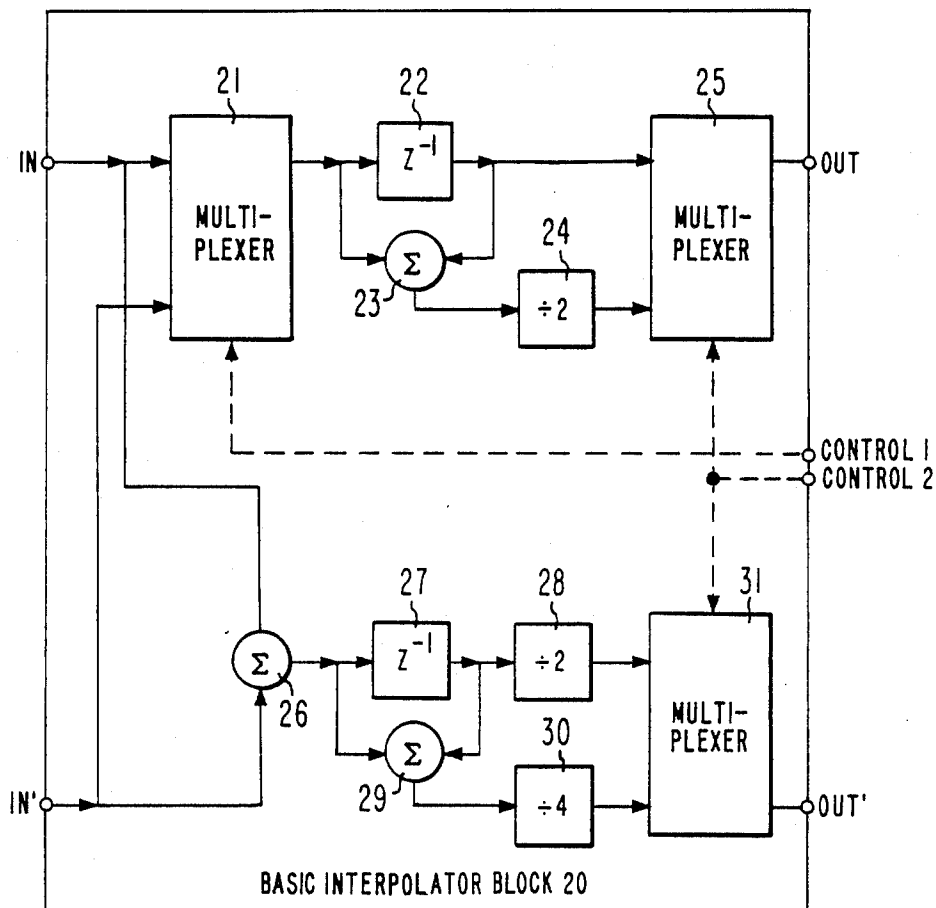 21
22
25
IN
Z⁻¹
OUT
MULTI-
PLEXER
MULTI-
PLEXER
24
Σ
23
÷2
CONTROL 1
CONTROL 2
27
28
31
Z⁻¹
÷2
Σ
26
MULTI-
PLEXER
30
Σ
29
÷4
IN'
OUT'
BASIC INTERPOLATOR BLOCK 20